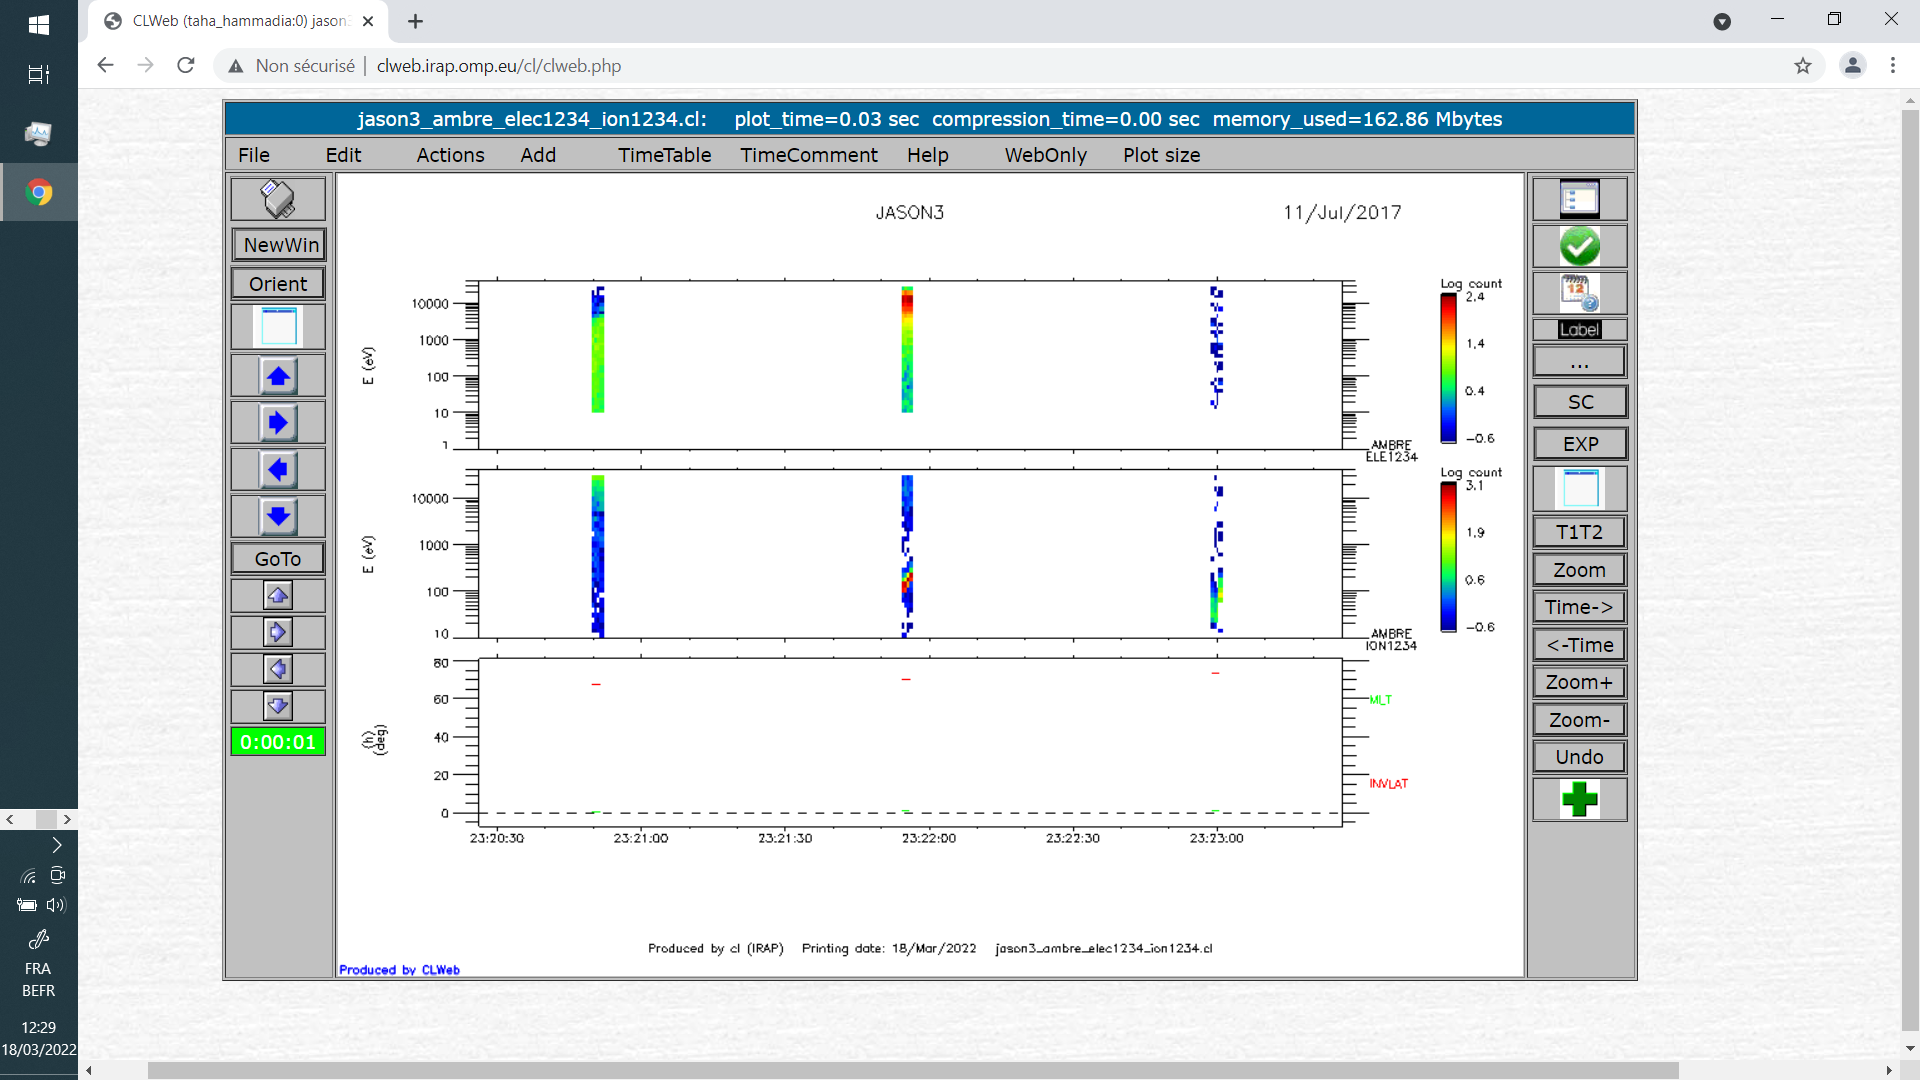 CLWeb (taha_hammadia:0) jason3
Non sécurisé | clweb.irap.omp.eu/cl/clweb.php
jason3_ambre_elec1234_ion1234.cl: plot_time=0.03 sec compression_time=0.00 sec memory_used=162.86 Mbytes
File Edit Actions Add TimeTable TimeComment Help WebOnly Plot size
NewWin
Orient
GoTo
0:00:01
JASON3 11/Jul/2017
Log count
2.4
1.4
0.4
-0.6
E (eV)
10000
1000
100
10
1
AMBRE
ELE1234
Log count
3.1
1.9
0.6
-0.6
E (eV)
10000
1000
100
10
AMBRE
ION1234
(h)
(deg)
80
60
40
20
0
MLT
INVLAT
23:20:30 23:21:00 23:21:30 23:22:00 23:22:30 23:23:00
Produced by cl (IRAP) Printing date: 18/Mar/2022 jason3_ambre_elec1234_ion1234.cl
Produced by CLWeb
12
Label
...
SC
EXP
T1T2
Zoom
Time->
<-Time
Zoom+
Zoom-
Undo
FRA
BEFR
12:29
18/03/2022